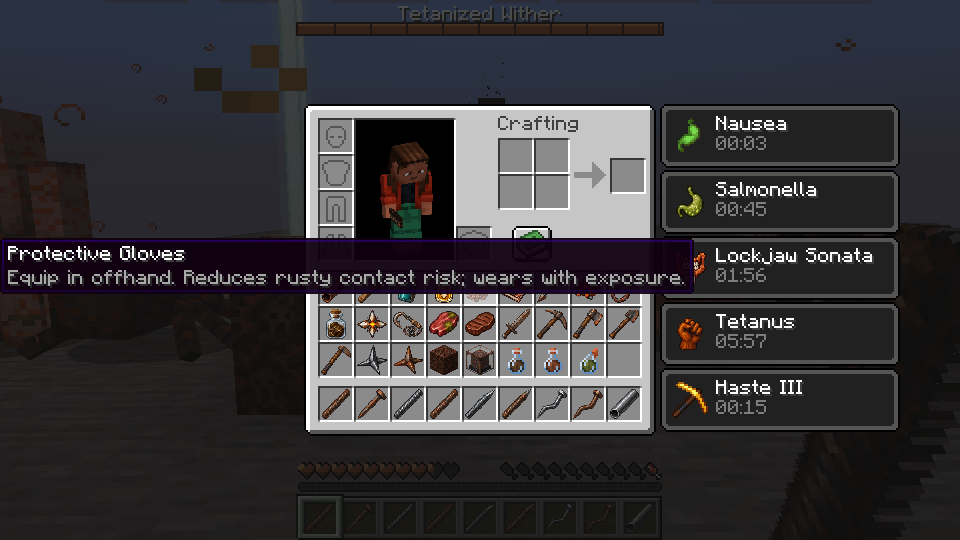 Tetanized Wither
Crafting
Protective Gloves
Equip in offhand. Reduces rusty contact risk; wears with exposure.
Nausea
00:03
Salmonella
00:45
Lockjaw Sonata
01:56
Tetanus
05:57
Haste III
00:15